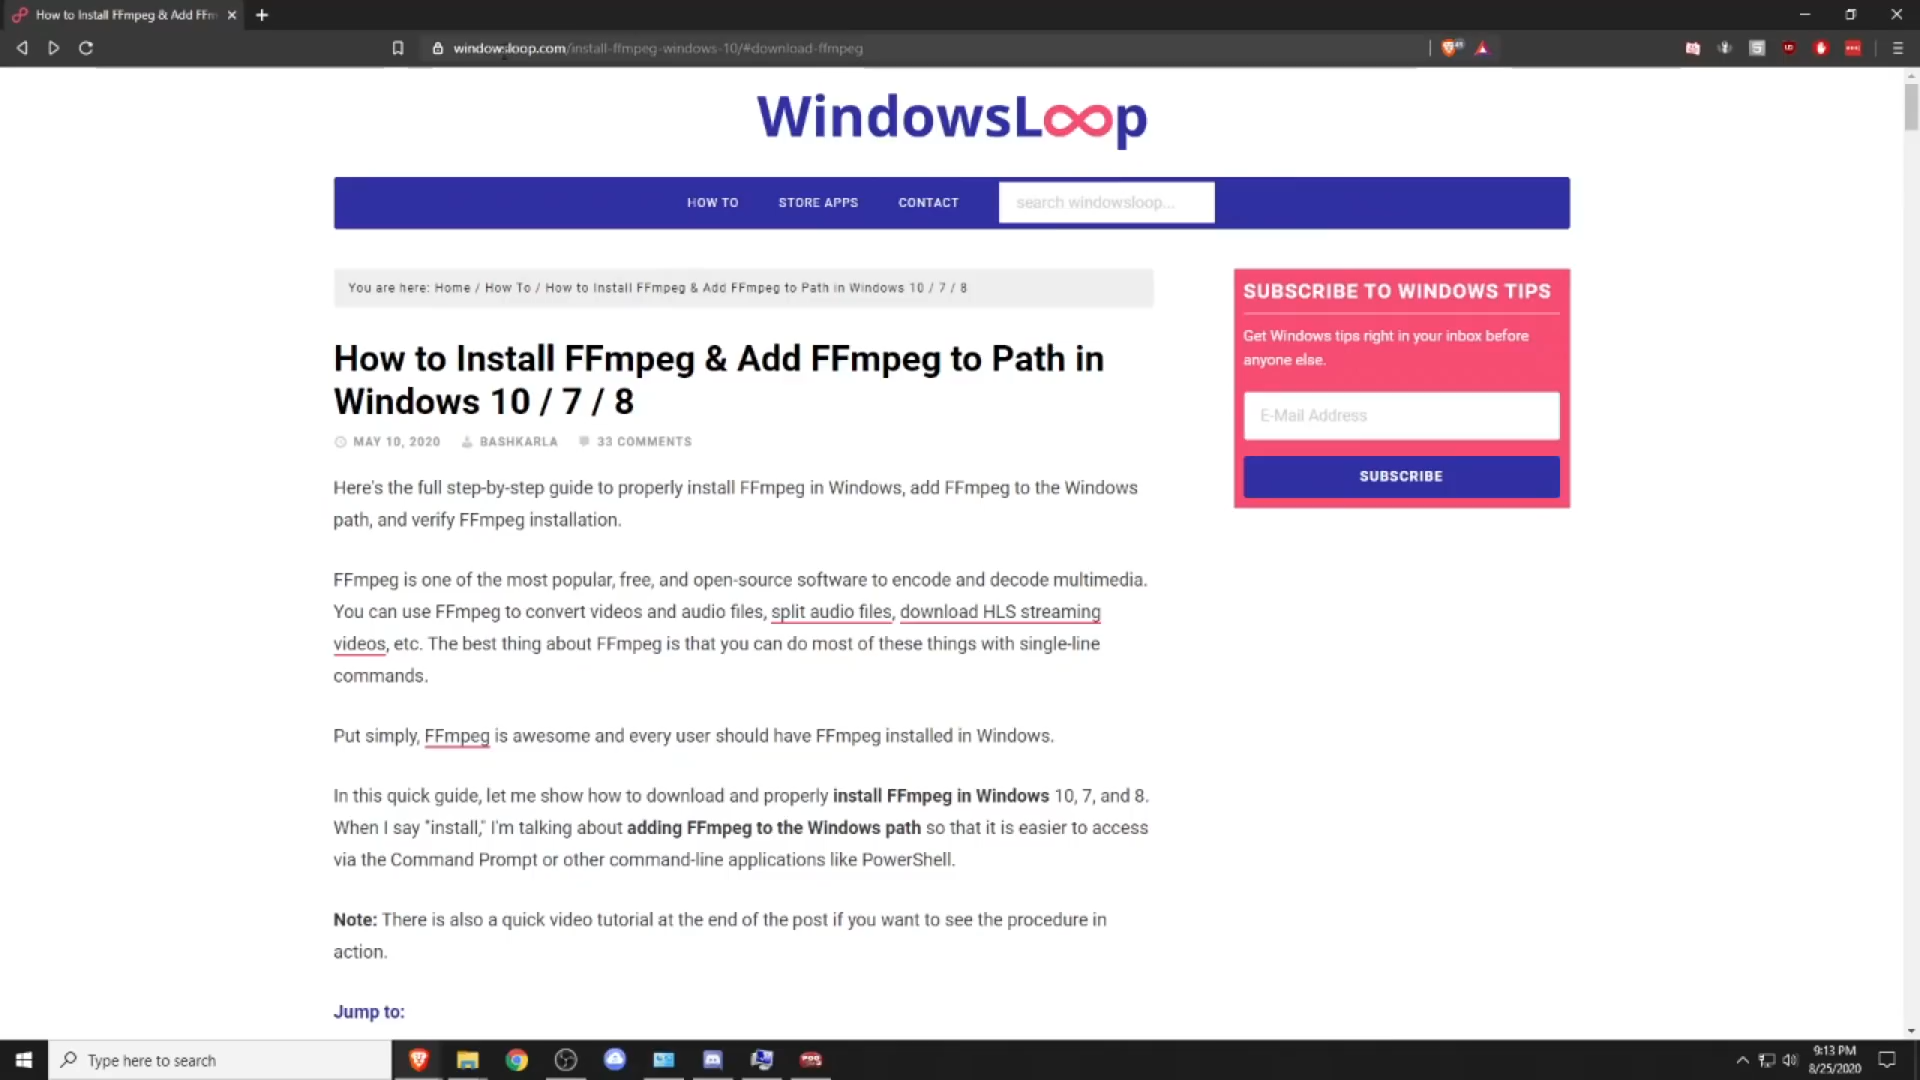 How to Install FFmpeg & Add FFm
windowsloop.com/install-ffmpeg-windows-10/#download-ffmpeg
WindowsLoop
HOW TO
STORE APPS
CONTACT
search windowsloop...
You are here: Home / How To / How to Install FFmpeg & Add FFmpeg to Path in Windows 10 / 7 / 8
How to Install FFmpeg & Add FFmpeg to Path in
Windows 10 / 7 / 8
MAY 10, 2020 BASHKARLA 33 COMMENTS
Here's the full step-by-step guide to properly install FFmpeg in Windows, add FFmpeg to the Windows
path, and verify FFmpeg installation.
FFmpeg is one of the most popular, free, and open-source software to encode and decode multimedia.
You can use FFmpeg to convert videos and audio files, split audio files, download HLS streaming
videos, etc. The best thing about FFmpeg is that you can do most of these things with single-line
commands.
Put simply, FFmpeg is awesome and every user should have FFmpeg installed in Windows.
In this quick guide, let me show how to download and properly install FFmpeg in Windows 10, 7, and 8.
When I say "install," I'm talking about adding FFmpeg to the Windows path so that it is easier to access
via the Command Prompt or other command-line applications like PowerShell.
Note: There is also a quick video tutorial at the end of the post if you want to see the procedure in
action.
Jump to:
SUBSCRIBE TO WINDOWS TIPS
Get Windows tips right in your inbox before
anyone else.
E-Mail Address
SUBSCRIBE
Type here to search
9:13 PM
8/25/2020